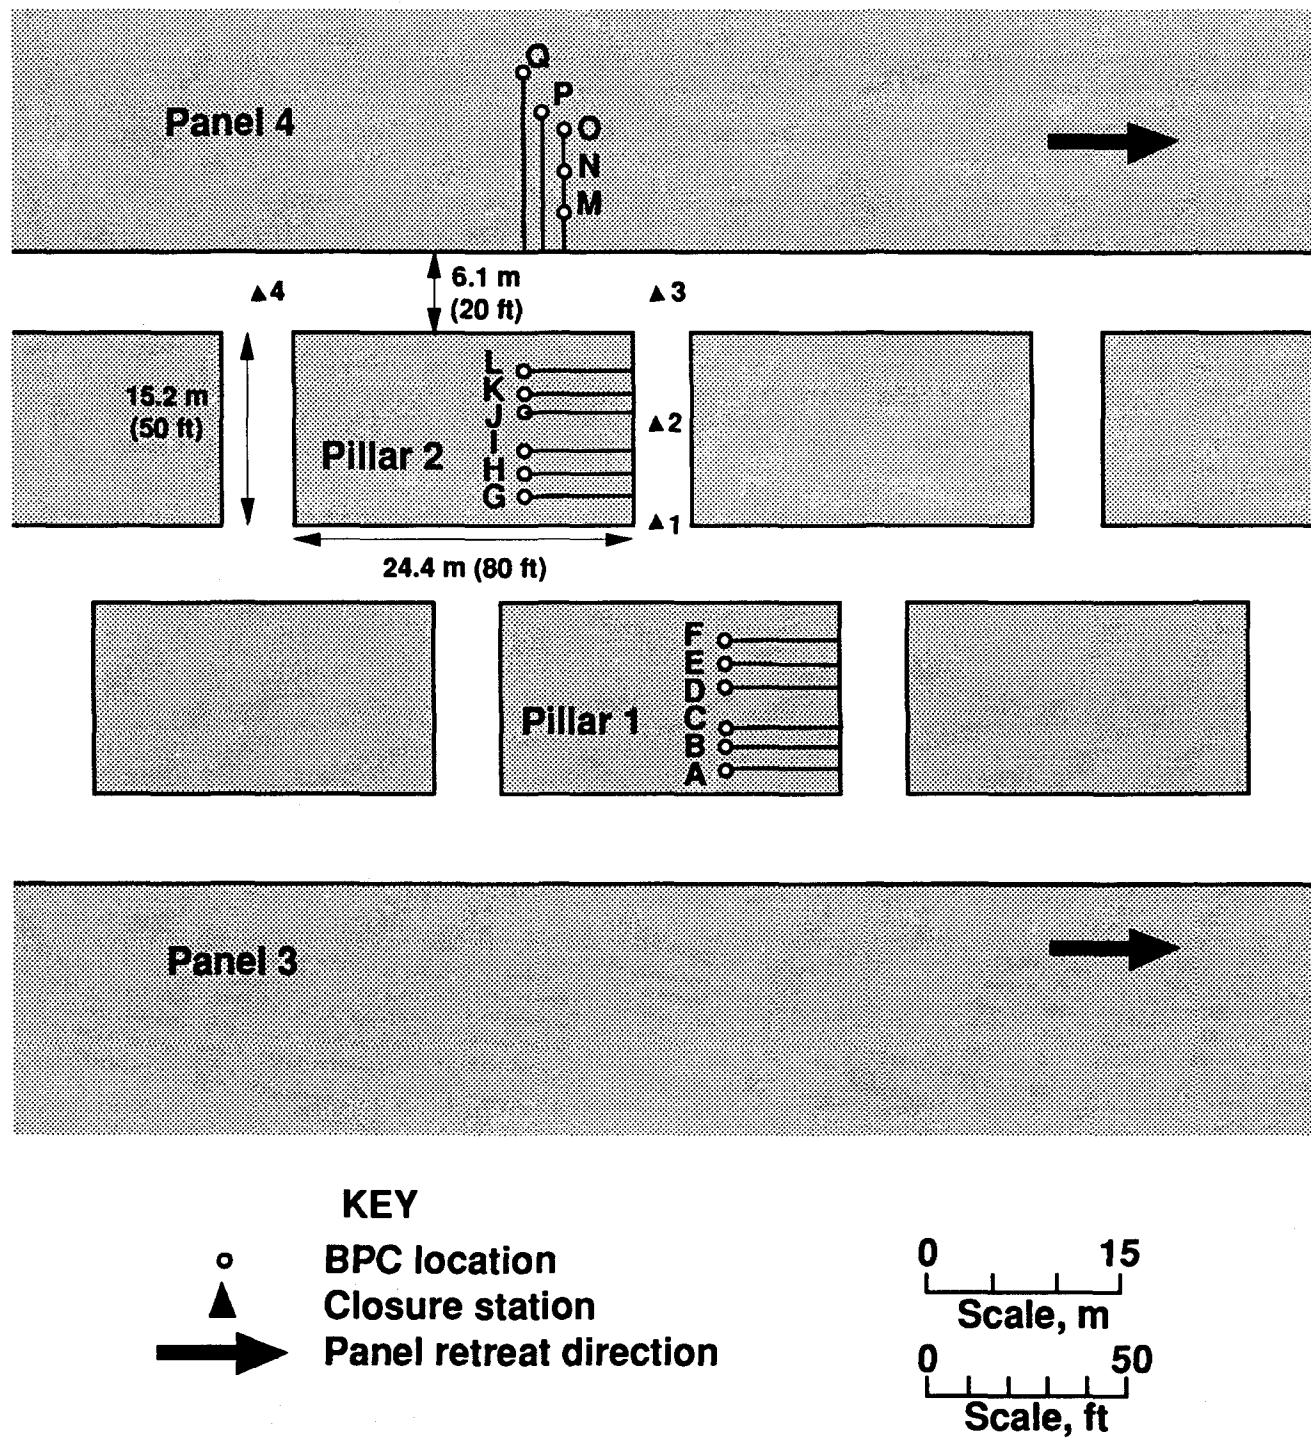 Q
P
Panel 4
O
N
M
6.1 m
(20 ft)
4
3
L
K
15.2 m
(50 ft)
J
2
I
Pillar 2
H
G
1
24.4 m (80 ft)
F
E
D
C
Pillar 1
B
A
Panel 3
KEY
BPC location
Closure station
Panel retreat direction
0 15
Scale, m
0 50
Scale, ft